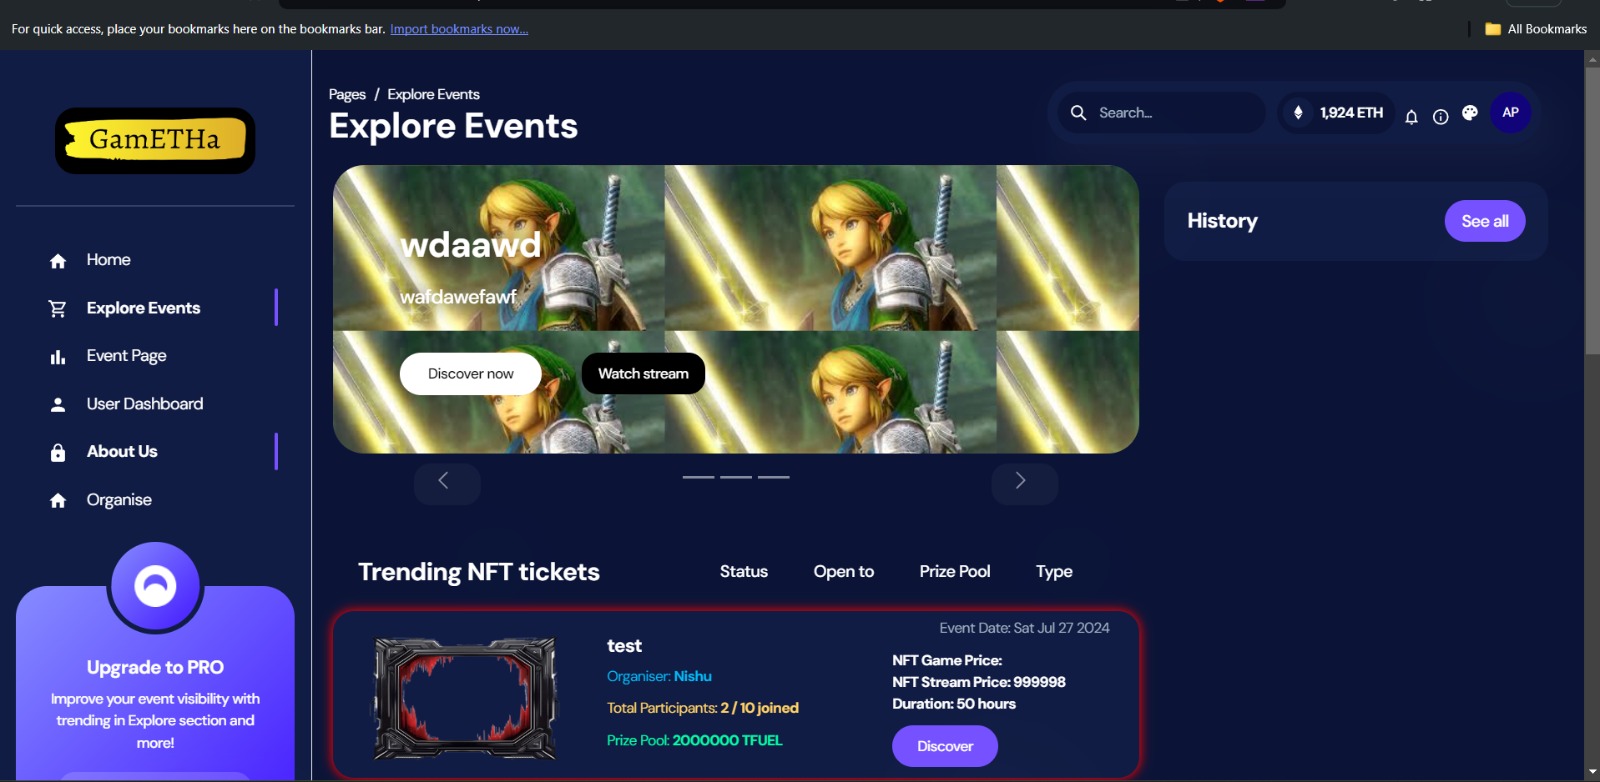 For quick access, place your bookmarks here on the bookmarks bar. Import bookmarks now...
All Bookmarks
GamETHa
Home
Explore Events
Event Page
User Dashboard
About Us
Organise
Upgrade to PRO
Improve your event visibility with
trending in Explore section and
more!
Pages / Explore Events
Explore Events
Search...
1,924 ETH
AP
wdaawd
wafdawefawf
Discover now
Watch stream
History
See all
Trending NFT tickets
Status
Open to
Prize Pool
Type
test
Organiser: Nishu
Total Participants: 2 / 10 joined
Prize Pool: 2000000 TFUEL
Event Date: Sat Jul 27 2024
NFT Game Price:
NFT Stream Price: 999998
Duration: 50 hours
Discover